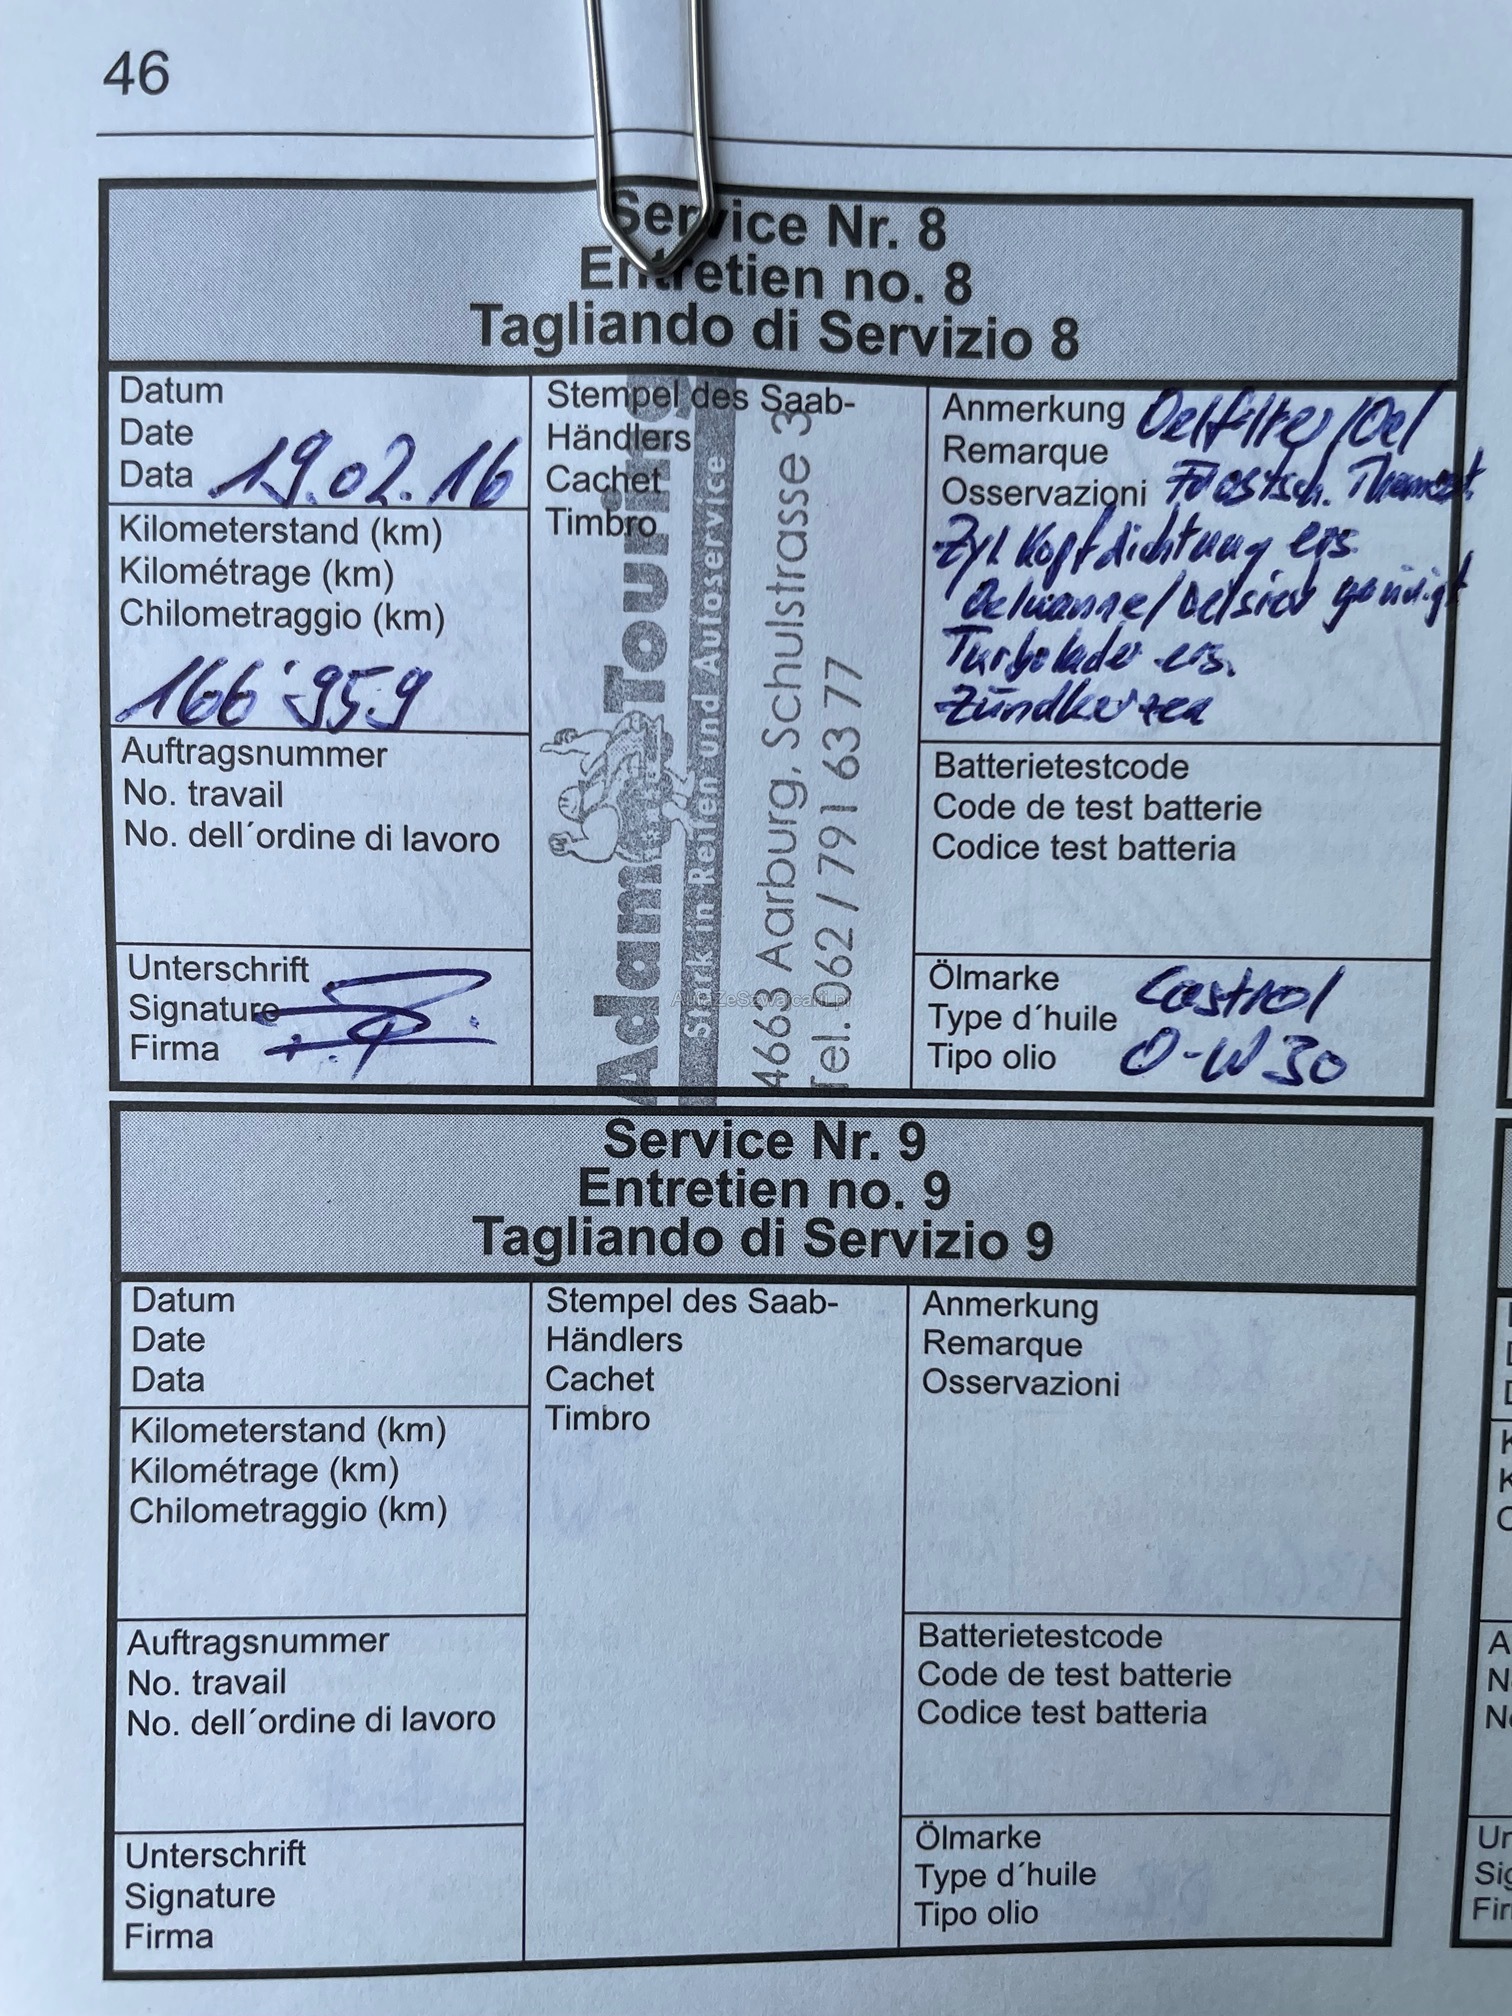 46
Service Nr. 8
Entretien no. 8
Tagliando di Servizio 8
Datum
Date
Data 19.02.16
Kilometerstand (km)
Kilométrage (km)
Chilometraggio (km)
166'959
Auftragsnummer
No. travail
No. dell´ordine di lavoro
Unterschrift
Signature
Firma
Stempel des Saab-
Händlers
Cachet
Timbro
Adam Touring
Stark in Reifen und Autoservice
4663 Aarburg, Schulstrasse 3
Tel. 062 / 791 63 77
AutaZeSzwajcarii.pl
Anmerkung Oelfilter/Oel
Remarque
Osservazioni Frostsch.
Zyl Kopfdichtung ers.
Oelwanne/Oelsieb
Turbolader ers.
Zündkerzen
Batterietestcode
Code de test batterie
Codice test batteria
Ölmarke Castrol
Type d´huile
Tipo olio 0-W30
Service Nr. 9
Entretien no. 9
Tagliando di Servizio 9
Datum
Date
Data
Kilometerstand (km)
Kilométrage (km)
Chilometraggio (km)
Auftragsnummer
No. travail
No. dell´ordine di lavoro
Unterschrift
Signature
Firma
Stempel des Saab-
Händlers
Cachet
Timbro
Anmerkung
Remarque
Osservazioni
Batterietestcode
Code de test batterie
Codice test batteria
Ölmarke
Type d´huile
Tipo olio